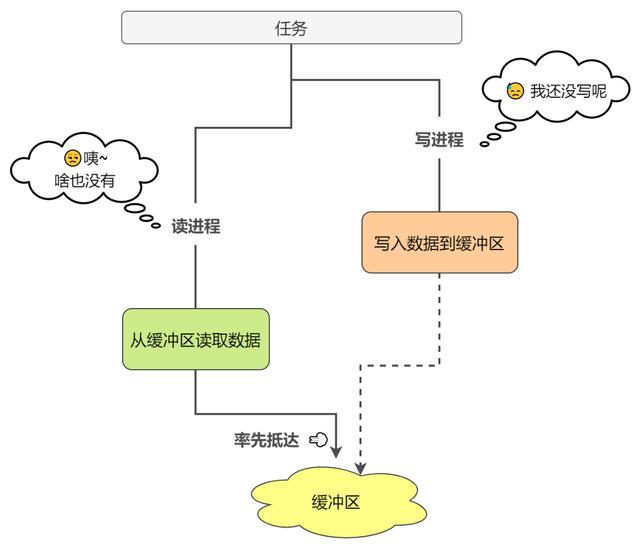 任务
😓 我还没写呢
写进程
😒咦~
啥也没有
读进程
写入数据到缓冲区
从缓冲区读取数据
率先抵达
缓冲区